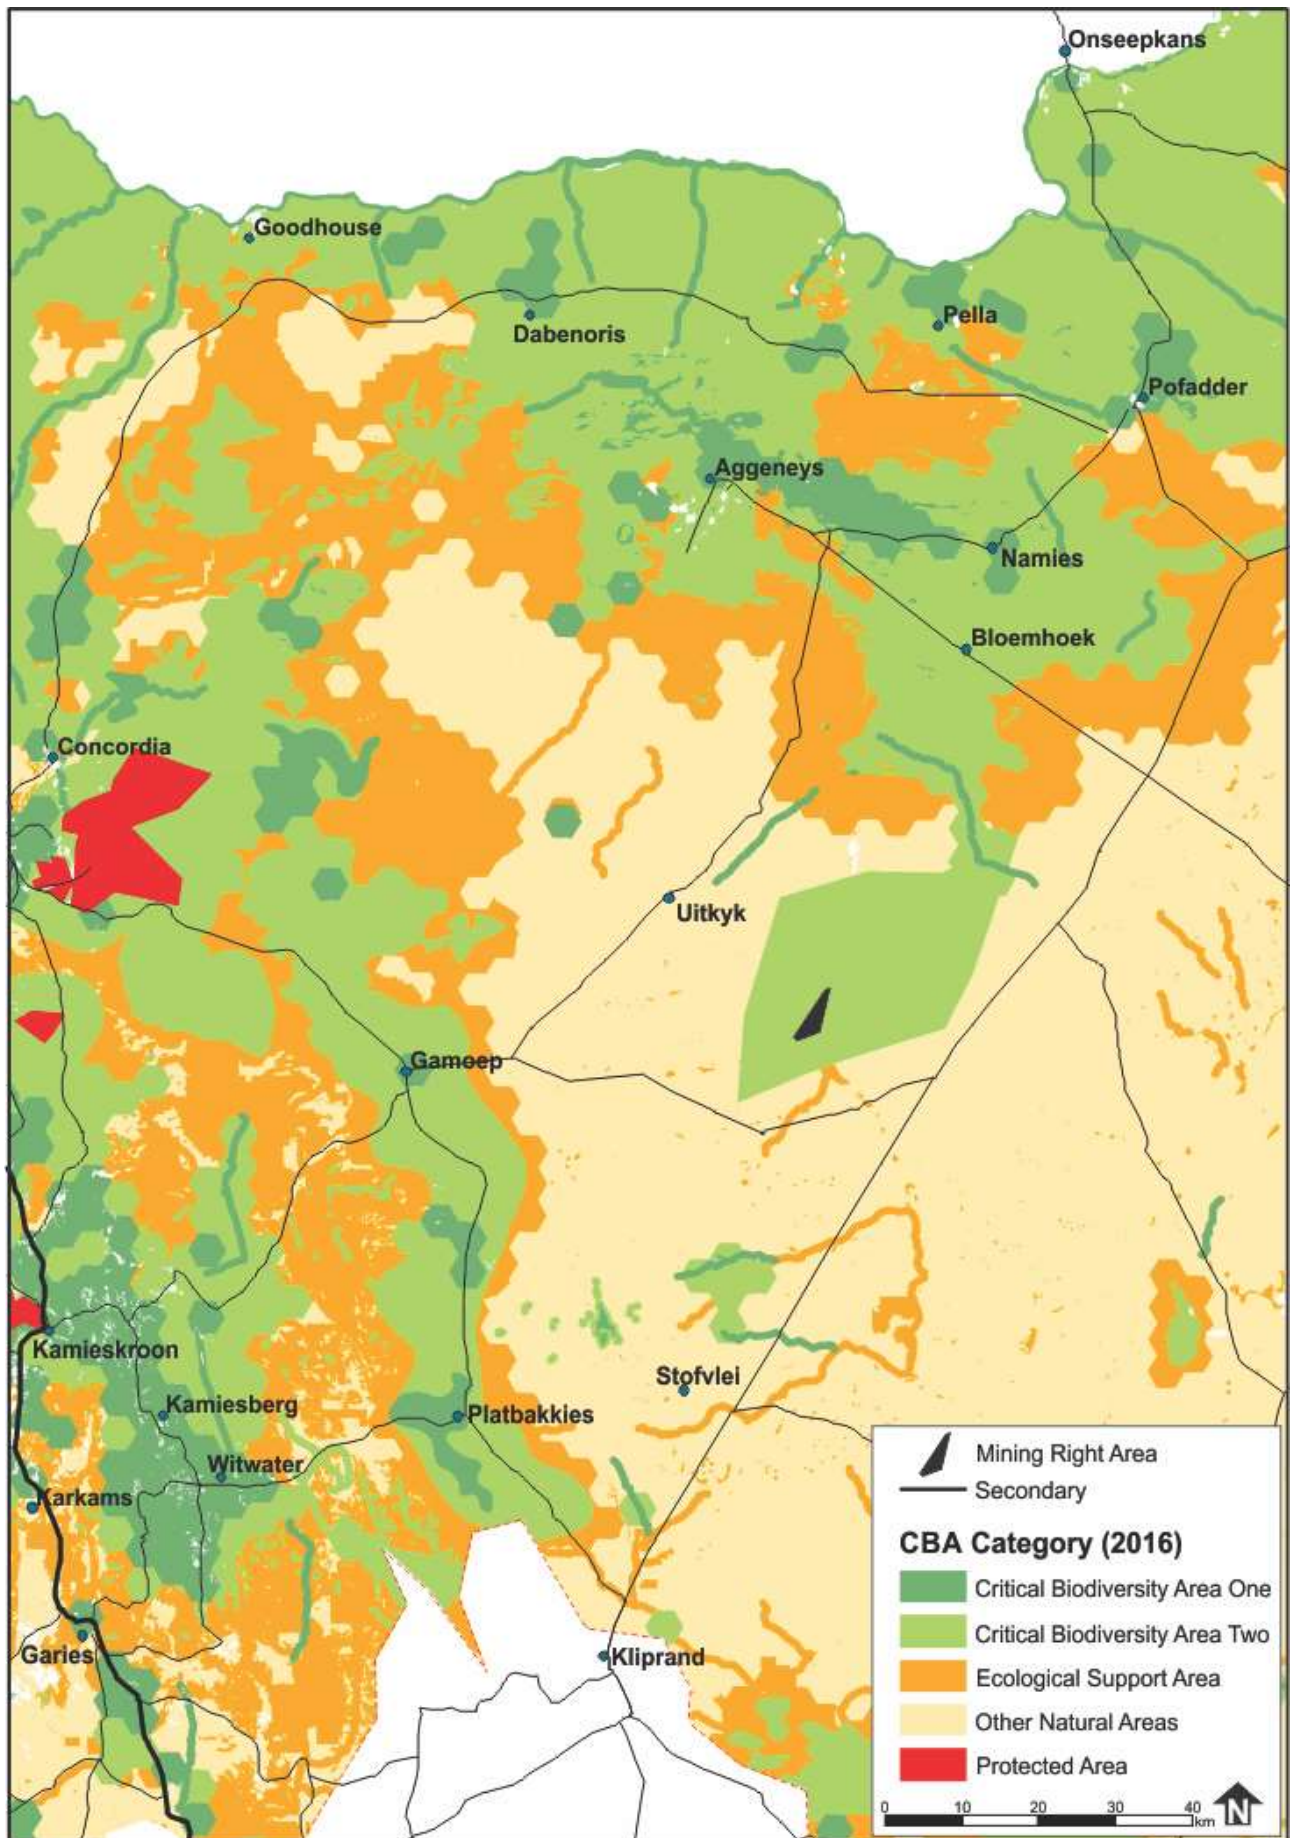 Onseepkans
Goodhouse
Dabenoris
Pella
Pofadder
Aggeneys
Namies
Bloemhoek
Concordia
Uitkyk
Gamoep
Kamieskroon
Stofvlei
Kamiesberg
Platbakkies
Witwater
Karkams
Garies
Kliprand
Mining Right Area
Secondary
CBA Category (2016)
Critical Biodiversity Area One
Critical Biodiversity Area Two
Ecological Support Area
Other Natural Areas
Protected Area
0 10 20 30 40
km
N